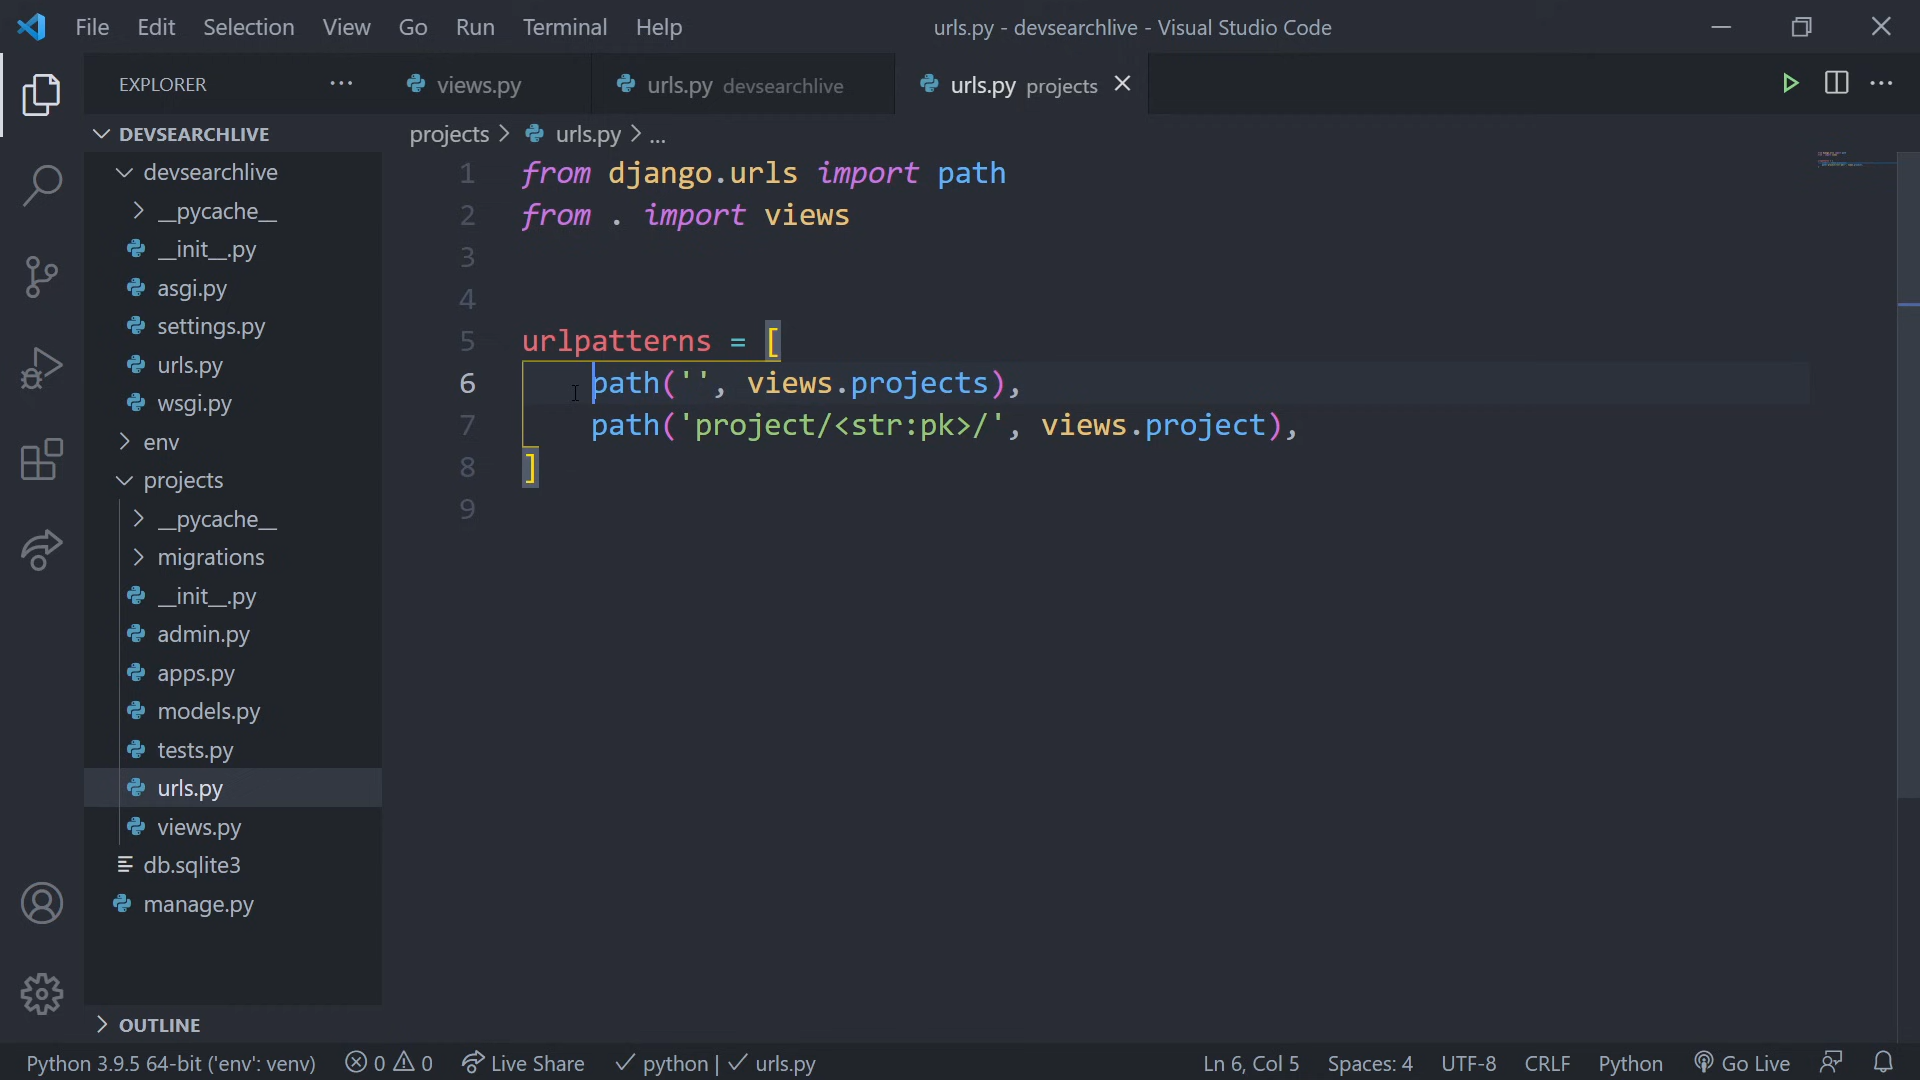 File Edit Selection View Go Run Terminal Help
urls.py - devsearchlive - Visual Studio Code
EXPLORER
views.py
urls.py devsearchlive
urls.py projects
DEVSEARCHLIVE
devsearchlive
__pycache__
__init__.py
asgi.py
settings.py
urls.py
wsgi.py
env
projects
__pycache__
migrations
__init__.py
admin.py
apps.py
models.py
tests.py
urls.py
views.py
db.sqlite3
manage.py
OUTLINE
projects > urls.py > ...
1 from django.urls import path
2 from . import views
3
4
5 urlpatterns = [
6 path('', views.projects),
7 path('project/<str:pk>/', views.project),
8 ]
9
Python 3.9.5 64-bit ('env': venv) 0 0 Live Share python | urls.py Ln 6, Col 5 Spaces: 4 UTF-8 CRLF Python Go Live